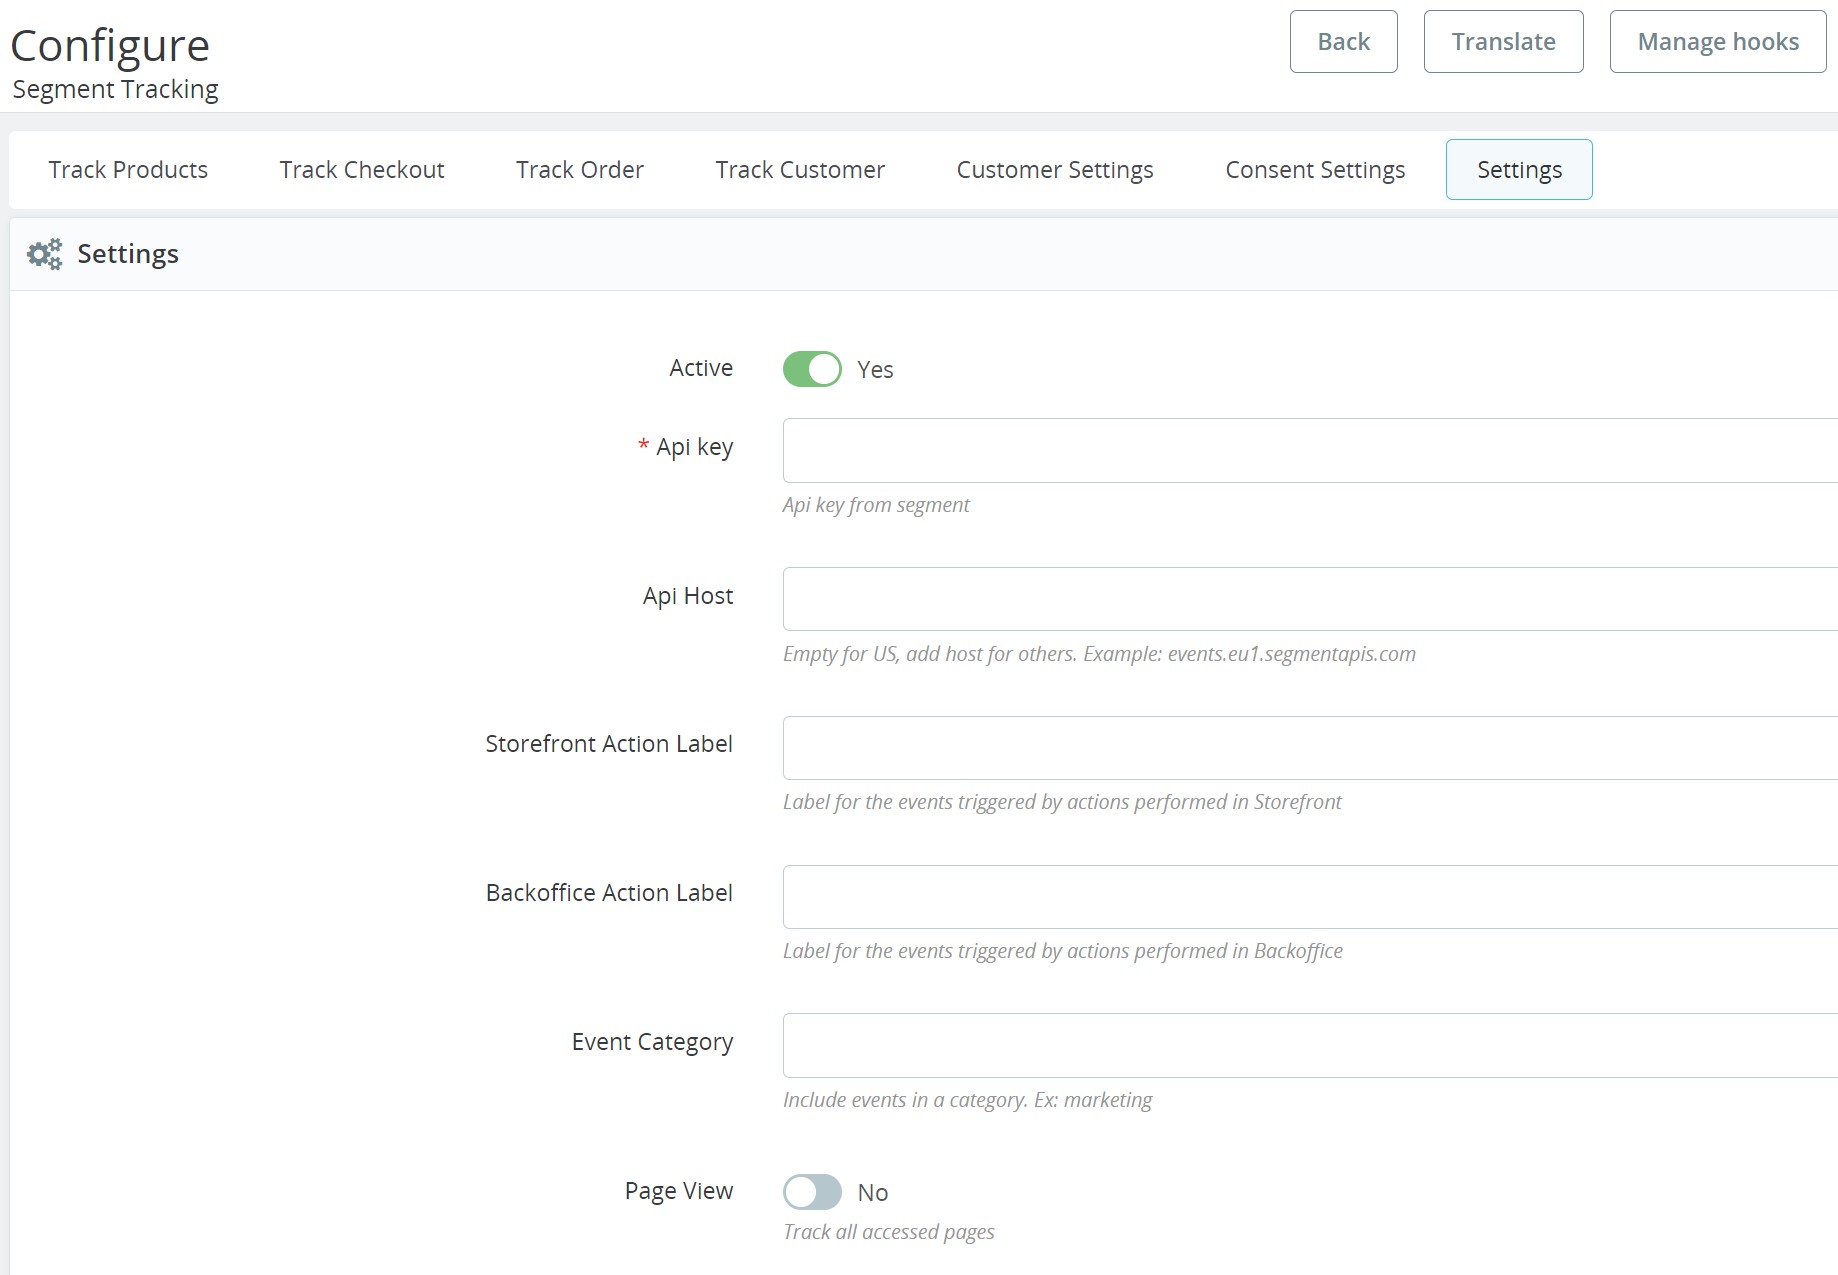 Configure
Segment Tracking
Back
Translate
Manage hooks
Track Products
Track Checkout
Track Order
Track Customer
Customer Settings
Consent Settings
Settings
Settings
Active
Yes
* Api key
Api key from segment
Api Host
Empty for US, add host for others. Example: events.eu1.segmentapis.com
Storefront Action Label
Label for the events triggered by actions performed in Storefront
Backoffice Action Label
Label for the events triggered by actions performed in Backoffice
Event Category
Include events in a category. Ex: marketing
Page View
No
Track all accessed pages